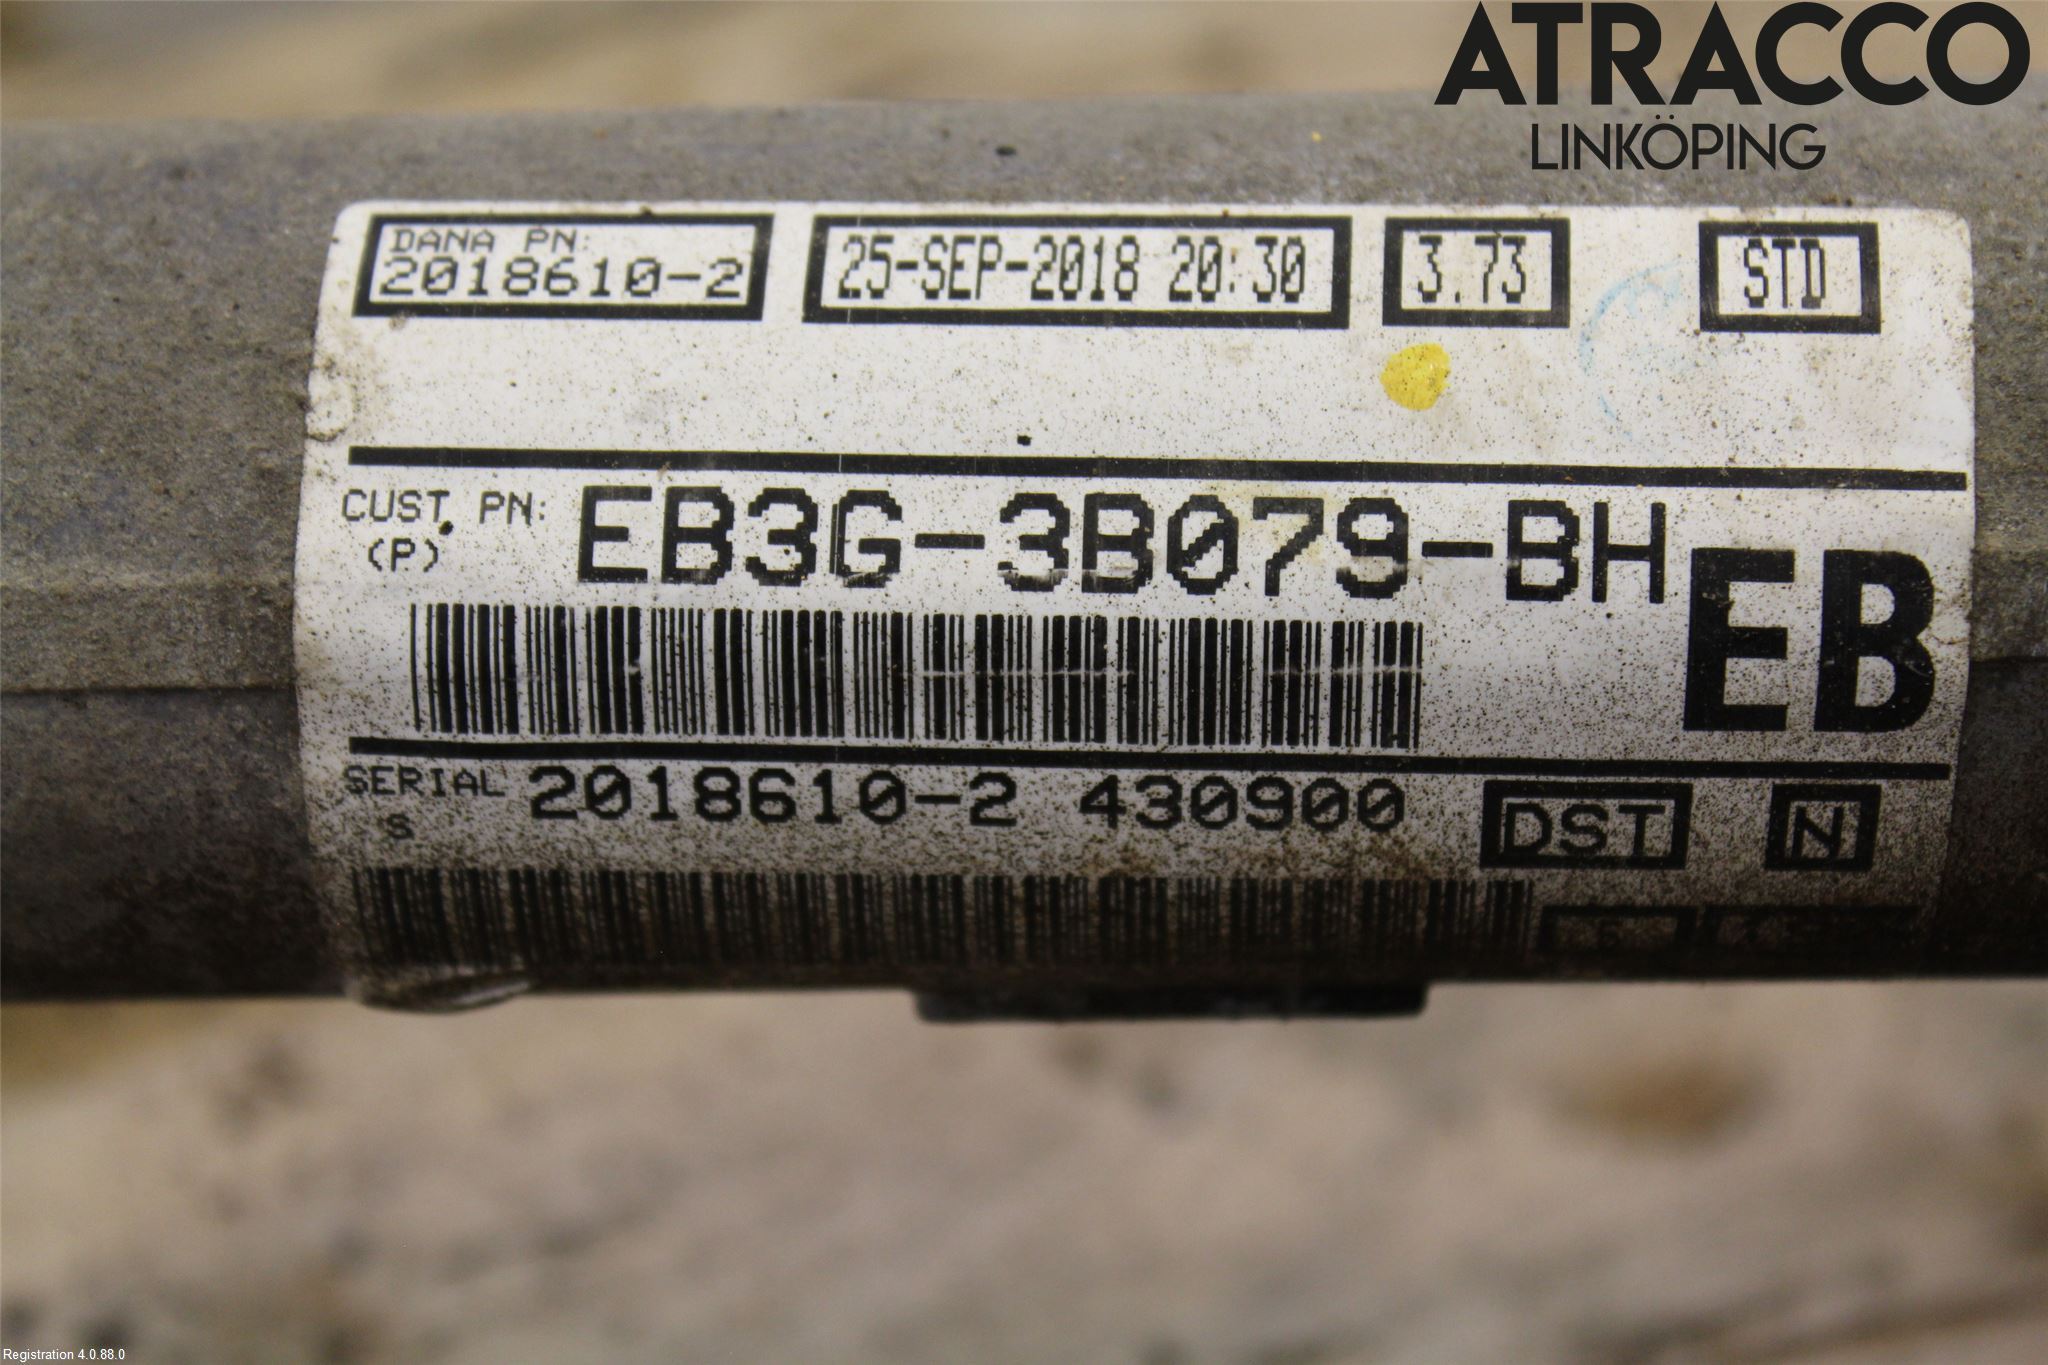 ATRACCO
LINKÖPING
DANA PN:
2018610-2
25-SEP-2018 20:30
3.73
STD
CUST PN:
(P)
EB3G-3B079-BH
EB
SERIAL
S
2018610-2 430900
DST
N
Registration 4.0.88.0